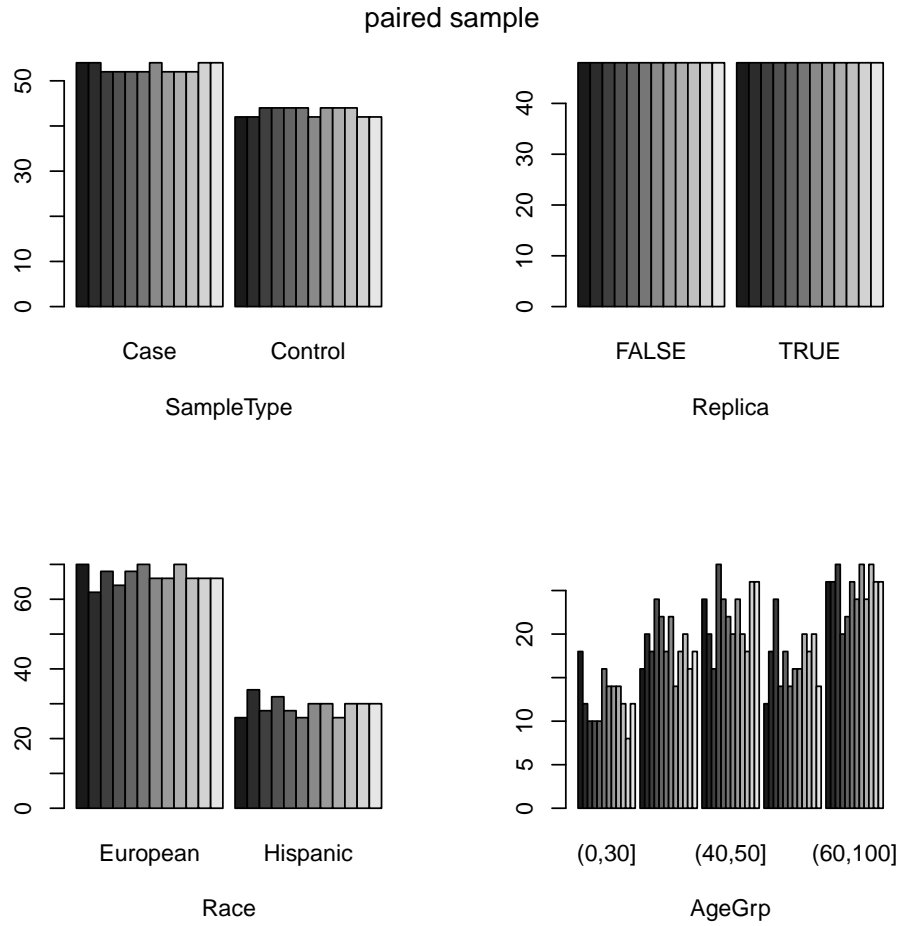 paired sample
50
30
10
0
Case Control
SampleType
40
30
20
10
0
FALSE TRUE
Replica
60
40
20
0
European Hispanic
Race
20
10
5
0
(0,30] (40,50] (60,100]
AgeGrp